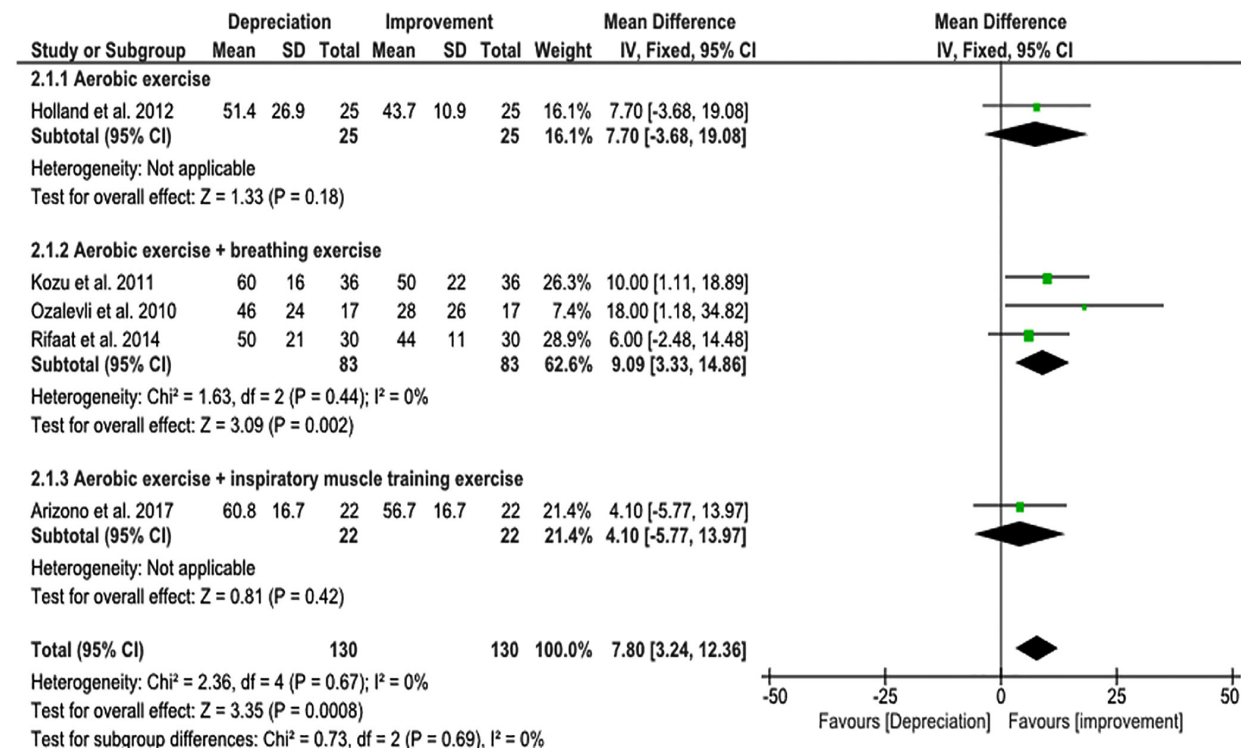 Depreciation Improvement Mean Difference Mean Difference
Study or Subgroup Mean SD Total Mean SD Total Weight IV, Fixed, 95% CI IV, Fixed, 95% CI
2.1.1 Aerobic exercise
Holland et al. 2012 51.4 26.9 25 43.7 10.9 25 16.1% 7.70 [-3.68, 19.08]
Subtotal (95% CI) 25 25 16.1% 7.70 [-3.68, 19.08]
Heterogeneity: Not applicable
Test for overall effect: Z = 1.33 (P = 0.18)
2.1.2 Aerobic exercise + breathing exercise
Kozu et al. 2011 60 16 36 50 22 36 26.3% 10.00 [1.11, 18.89]
Ozalevli et al. 2010 46 24 17 28 26 17 7.4% 18.00 [1.18, 34.82]
Rifaat et al. 2014 50 21 30 44 11 30 28.9% 6.00 [-2.48, 14.48]
Subtotal (95% CI) 83 83 62.6% 9.09 [3.33, 14.86]
Heterogeneity: Chi² = 1.63, df = 2 (P = 0.44); I² = 0%
Test for overall effect: Z = 3.09 (P = 0.002)
2.1.3 Aerobic exercise + inspiratory muscle training exercise
Arizono et al. 2017 60.8 16.7 22 56.7 16.7 22 21.4% 4.10 [-5.77, 13.97]
Subtotal (95% CI) 22 22 21.4% 4.10 [-5.77, 13.97]
Heterogeneity: Not applicable
Test for overall effect: Z = 0.81 (P = 0.42)
Total (95% CI) 130 130 100.0% 7.80 [3.24, 12.36]
Heterogeneity: Chi² = 2.36, df = 4 (P = 0.67); I² = 0%
Test for overall effect: Z = 3.35 (P = 0.0008)
Test for subgroup differences: Chi² = 0.73, df = 2 (P = 0.69), I² = 0%
-50 -25 0 25 50
Favours [Depreciation] Favours [improvement]